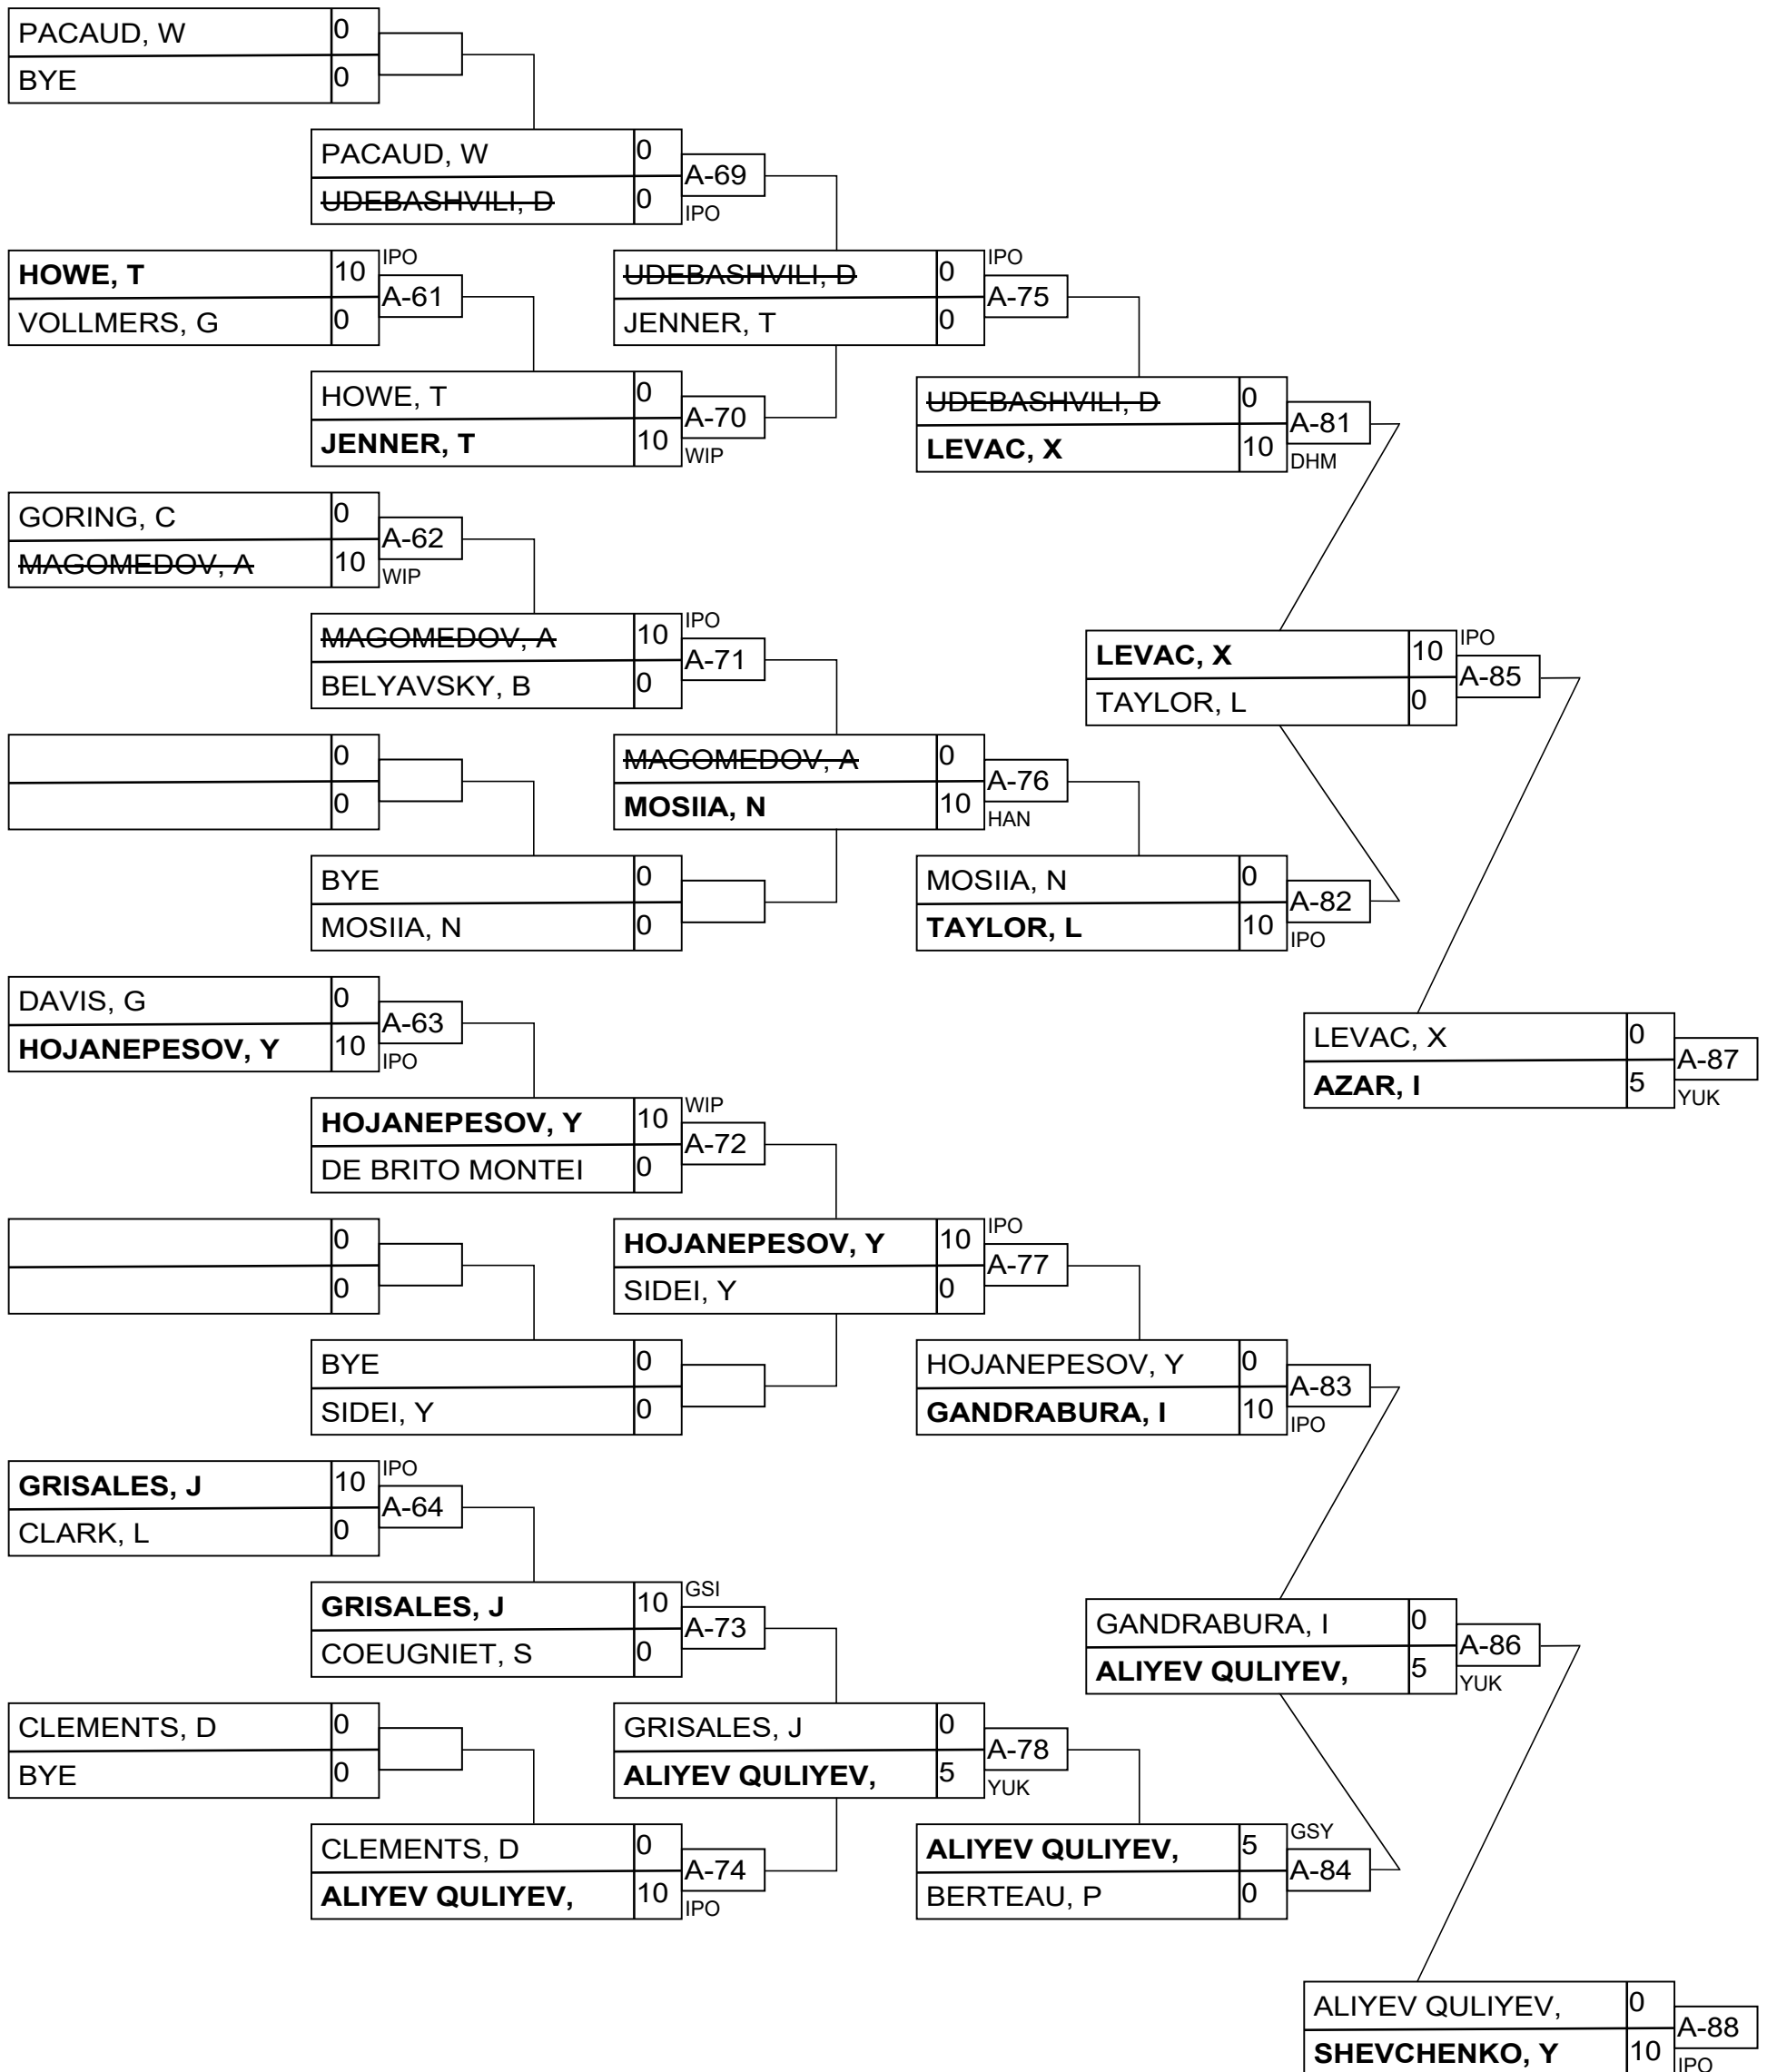 PACAUD, W 0
BYE 0
PACAUD, W 0
A-69
UDEBASHVILI, D 0
IPO
HOWE, T 10 IPO
A-61
VOLLMERS, G 0
UDEBASHVILI, D 0 IPO
A-75
JENNER, T 0
HOWE, T 0
A-70
JENNER, T 10
WIP
UDEBASHVILI, D 0
A-81
LEVAC, X 10
DHM
GORING, C 0
A-62
MAGOMEDOV, A 10
WIP
MAGOMEDOV, A 10 IPO
A-71
BELYAVSKY, B 0
LEVAC, X 10 IPO
A-85
TAYLOR, L 0
0
0
MAGOMEDOV, A 0
A-76
MOSIIA, N 10
HAN
BYE 0
MOSIIA, N 0
MOSIIA, N 0
A-82
TAYLOR, L 10
IPO
DAVIS, G 0
A-63
HOJANEPESOV, Y 10
IPO
LEVAC, X 0
A-87
AZAR, I 5
YUK
HOJANEPESOV, Y 10 WIP
A-72
DE BRITO MONTEI 0
0
0
HOJANEPESOV, Y 10 IPO
A-77
SIDEI, Y 0
BYE 0
SIDEI, Y 0
HOJANEPESOV, Y 0
A-83
GANDRABURA, I 10
IPO
GRISALES, J 10 IPO
A-64
CLARK, L 0
GRISALES, J 10 GSI
A-73
COEUGNIET, S 0
GANDRABURA, I 0
A-86
ALIYEV QULIYEV, 5
YUK
CLEMENTS, D 0
BYE 0
GRISALES, J 0
A-78
ALIYEV QULIYEV, 5
YUK
CLEMENTS, D 0
A-74
ALIYEV QULIYEV, 10
IPO
ALIYEV QULIYEV, 5 GSY
A-84
BERTEAU, P 0
ALIYEV QULIYEV, 0
A-88
SHEVCHENKO, Y 10
IPO